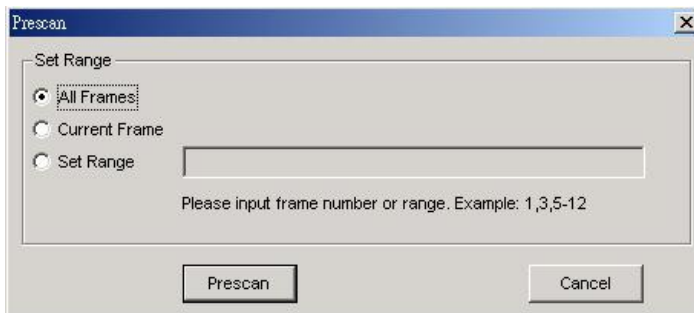 Prescan
Set Range
All Frames
Current Frame
Set Range
Please input frame number or range. Example: 1,3,5-12
Prescan
Cancel